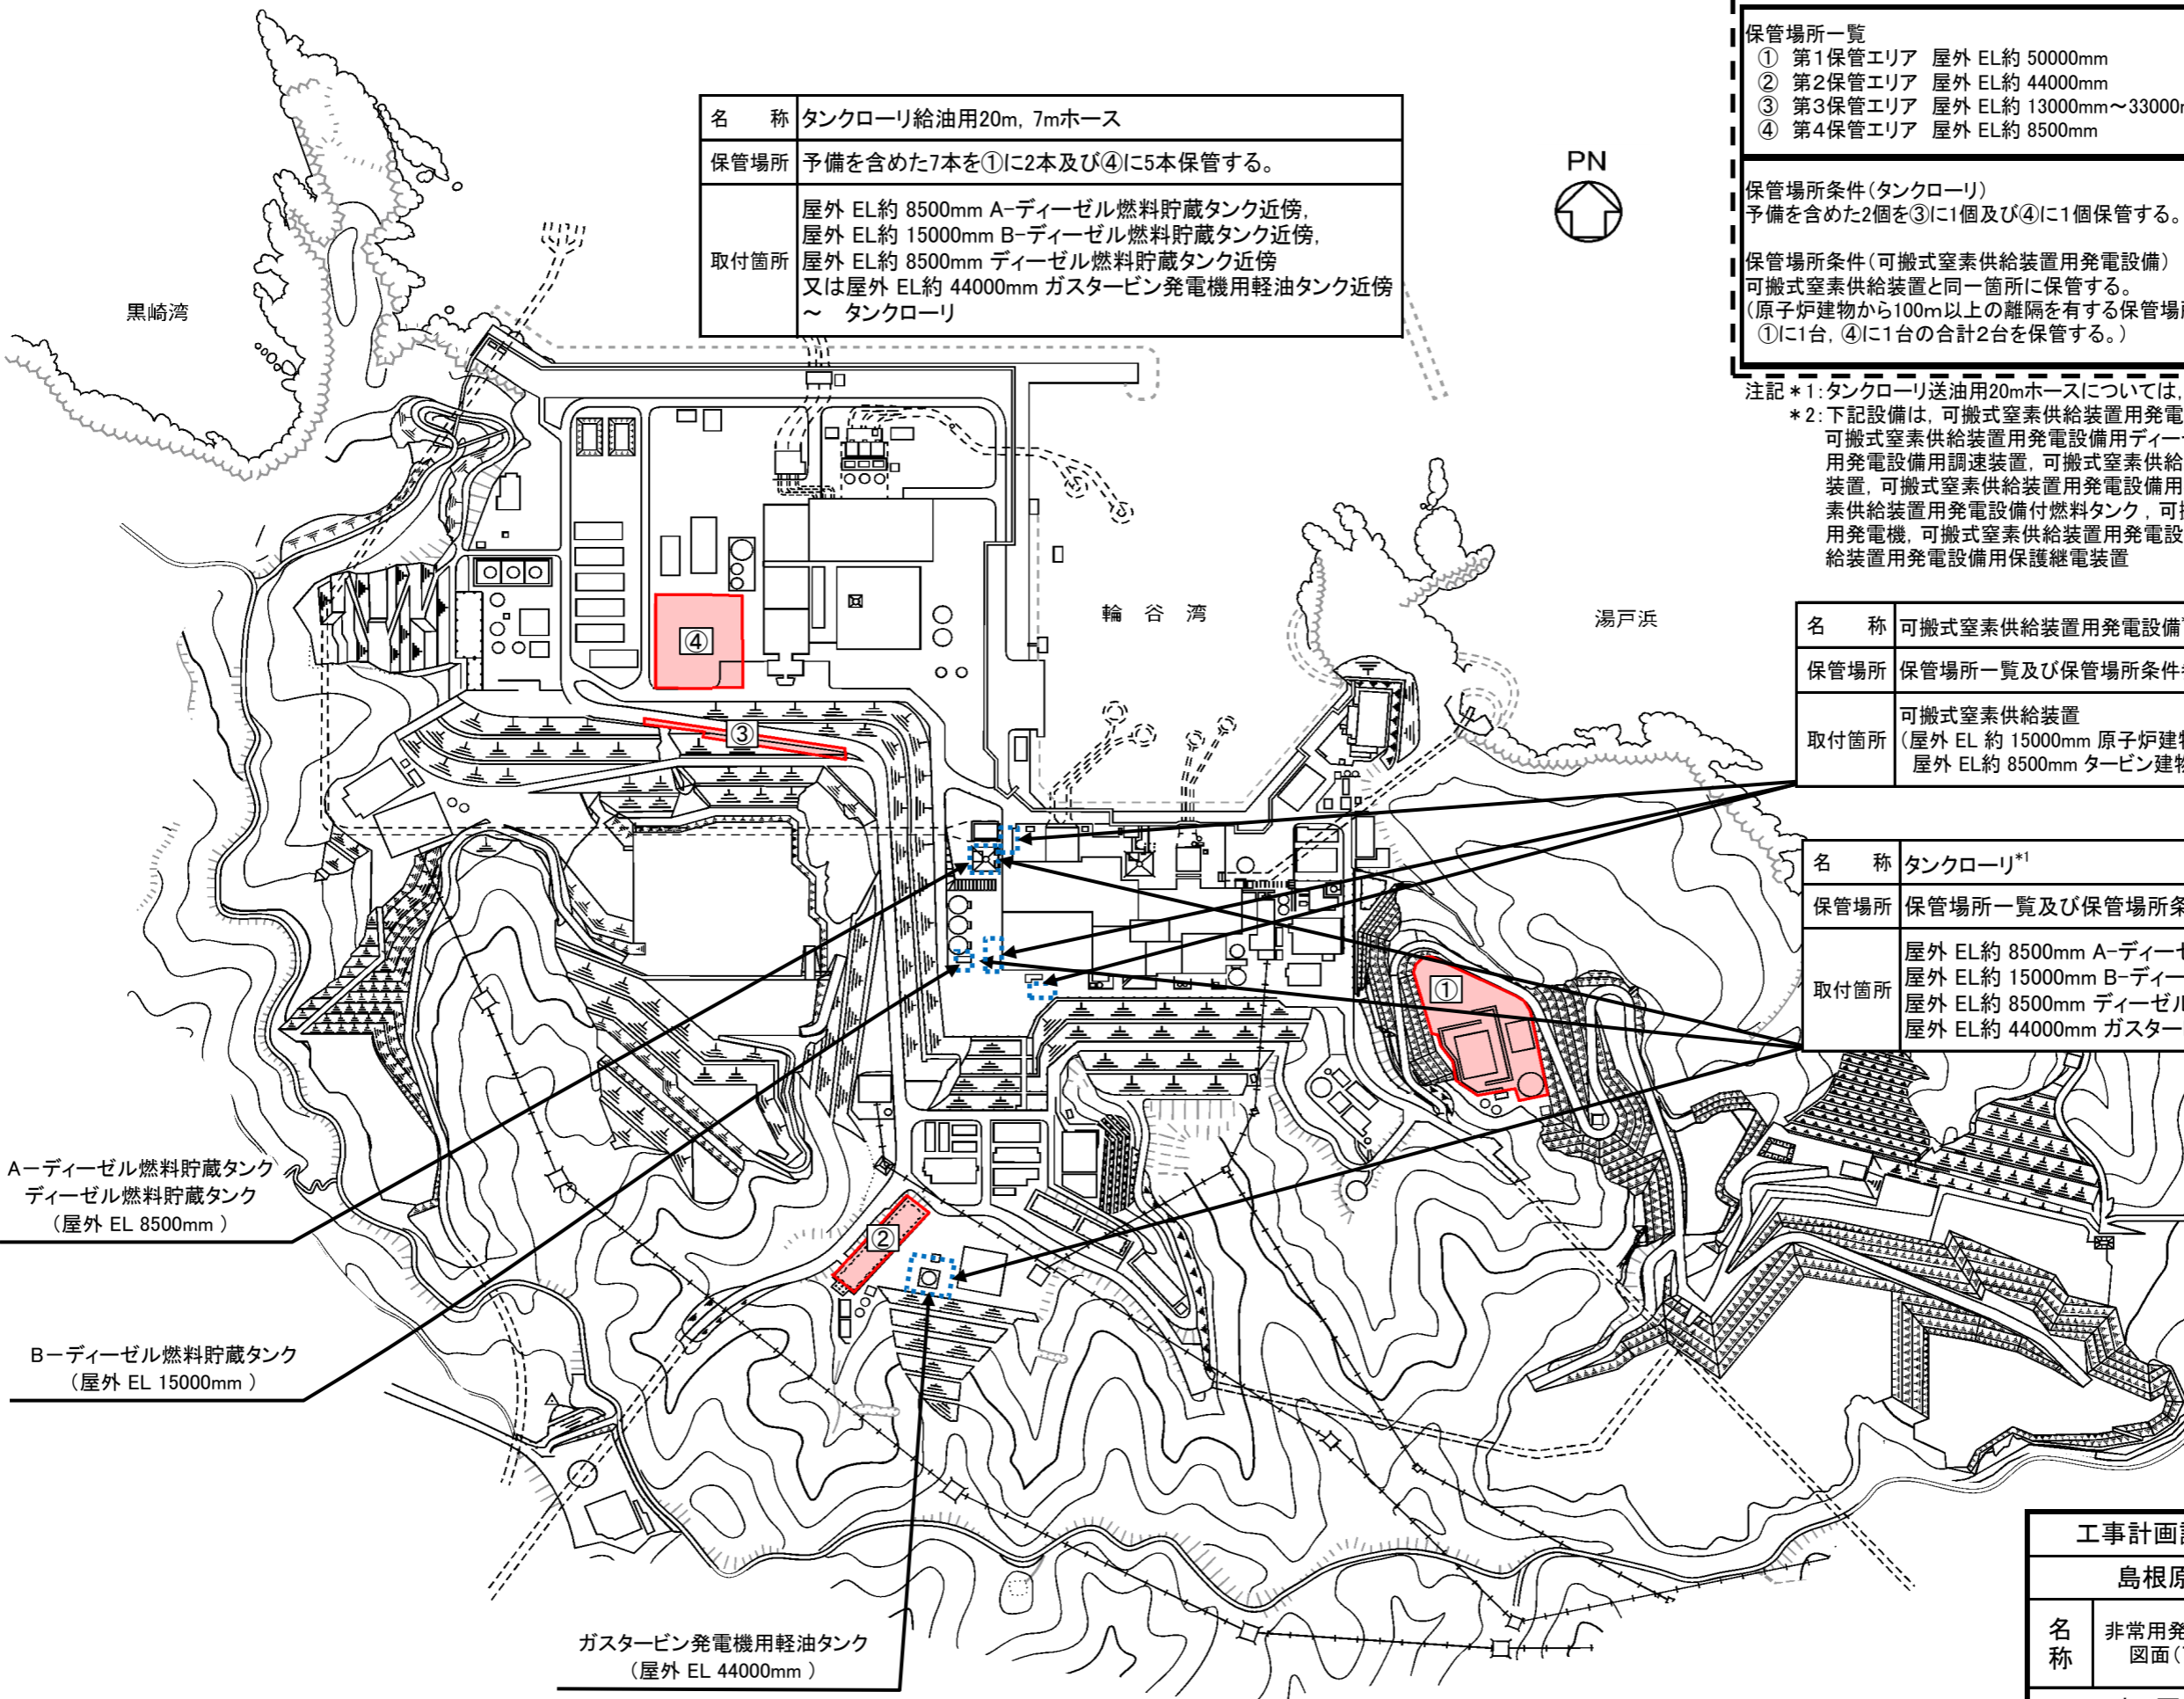 保管場所一覧
① 第1保管エリア 屋外 EL約 50000mm
② 第2保管エリア 屋外 EL約 44000mm
③ 第3保管エリア 屋外 EL約 13000mm～33000m
④ 第4保管エリア 屋外 EL約 8500mm
保管場所条件(タンクローリ)
予備を含めた2個を③に1個及び④に1個保管する。
保管場所条件(可搬式窒素供給装置用発電設備)
可搬式窒素供給装置と同一箇所に保管する。
(原子炉建物から100m以上の離隔を有する保管場所
①に1台, ④に1台の合計2台を保管する。)
名 称 タンクローリ給油用20m, 7mホース
保管場所 予備を含めた7本を①に2本及び④に5本保管する。
取付箇所
屋外 EL約 8500mm A-ディーゼル燃料貯蔵タンク近傍,
屋外 EL約 15000mm B-ディーゼル燃料貯蔵タンク近傍,
屋外 EL約 8500mm ディーゼル燃料貯蔵タンク近傍
又は屋外 EL約 44000mm ガスタービン発電機用軽油タンク近傍
～ タンクローリ
PN
黒崎湾
注記＊1:タンクローリ送油用20mホースについては,
＊2:下記設備は, 可搬式窒素供給装置用発電
可搬式窒素供給装置用発電設備用ディー
用発電設備用調速装置, 可搬式窒素供給
装置, 可搬式窒素供給装置用発電設備用
素供給装置用発電設備付燃料タンク, 可搬
用発電機, 可搬式窒素供給装置用発電設
給装置用発電設備用保護継電装置
輪谷湾
湯戸浜
名 称 可搬式窒素供給装置用発電設備
保管場所 保管場所一覧及び保管場所条件
取付箇所
可搬式窒素供給装置
(屋外 EL 約 15000mm 原子炉建物
屋外 EL約 8500mm タービン建物
名 称 タンクローリ*1
保管場所 保管場所一覧及び保管場所条
取付箇所
屋外 EL約 8500mm A-ディーゼ
屋外 EL約 15000mm B-ディー
屋外 EL約 8500mm ディーゼル
屋外 EL約 44000mm ガスター
④
③
①
②
A-ディーゼル燃料貯蔵タンク
ディーゼル燃料貯蔵タンク
(屋外 EL 8500mm )
B-ディーゼル燃料貯蔵タンク
(屋外 EL 15000mm )
ガスタービン発電機用軽油タンク
(屋外 EL 44000mm )
工事計画
島根原
名称
非常用発
図面(